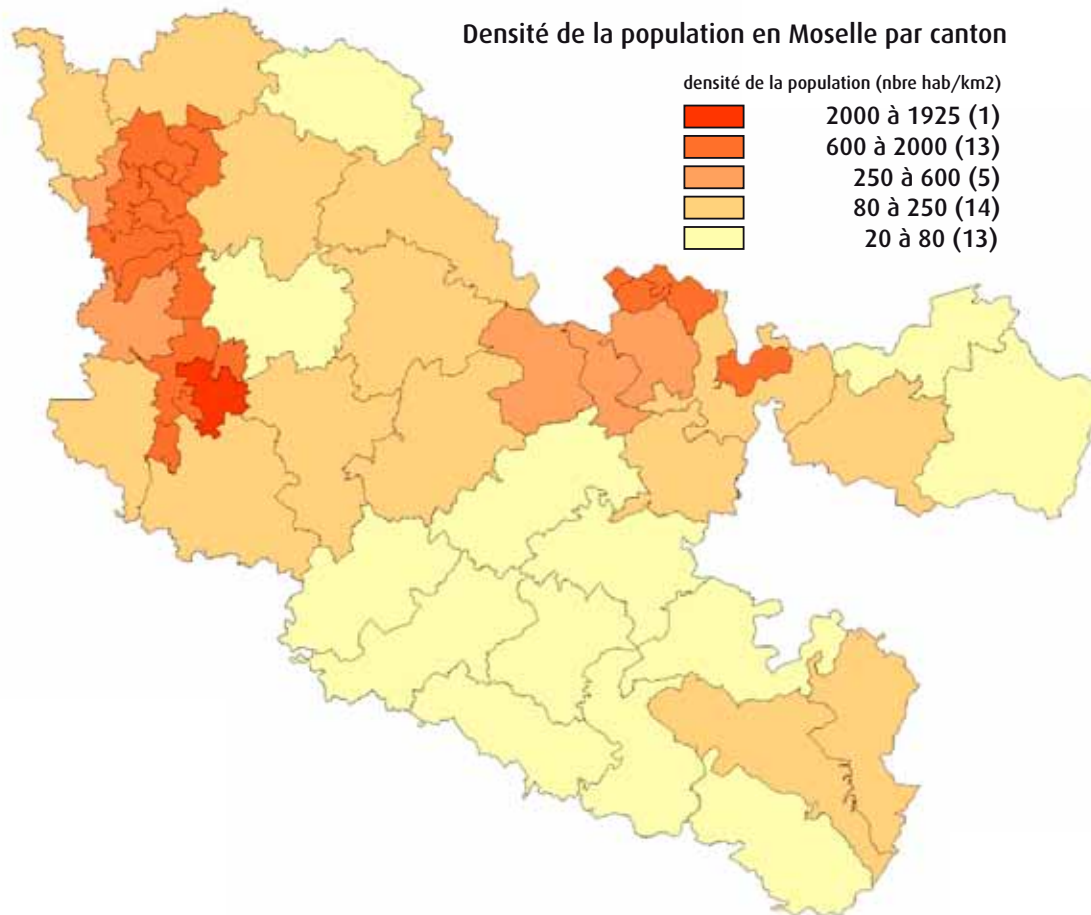 Densité de la population en Moselle par canton
densité de la population (nbre hab/km2)
2000 à 1925 (1)
600 à 2000 (13)
250 à 600 (5)
80 à 250 (14)
20 à 80 (13)